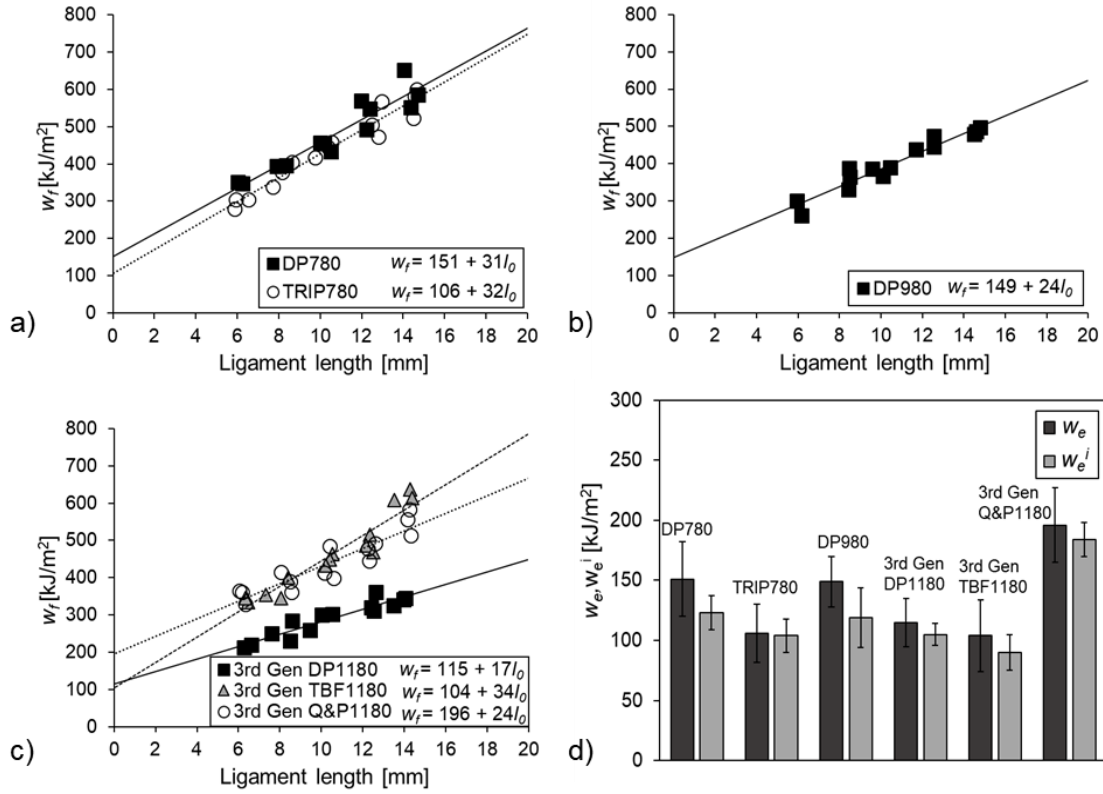 800
700
600
500
400
300
200
100
0
w_f [kJ/m²]
DP780 w_f = 151 + 31l_0
TRIP780 w_f = 106 + 32l_0
0 2 4 6 8 10 12 14 16 18 20
Ligament length [mm]
a)
800
700
600
500
400
300
200
100
0
w_f [kJ/m²]
DP980 w_f = 149 + 24l_0
0 2 4 6 8 10 12 14 16 18 20
Ligament length [mm]
b)
800
700
600
500
400
300
200
100
0
w_f [kJ/m²]
3rd Gen DP1180 w_f = 115 + 17l_0
3rd Gen TBF1180 w_f = 104 + 34l_0
3rd Gen Q&P1180 w_f = 196 + 24l_0
0 2 4 6 8 10 12 14 16 18 20
Ligament length [mm]
c)
300
250
200
150
100
50
0
w_e,w_e^i [kJ/m²]
w_e
w_e^i
DP780
TRIP780
DP980
3rd Gen
DP1180
3rd Gen
TBF1180
3rd Gen
Q&P1180
d)